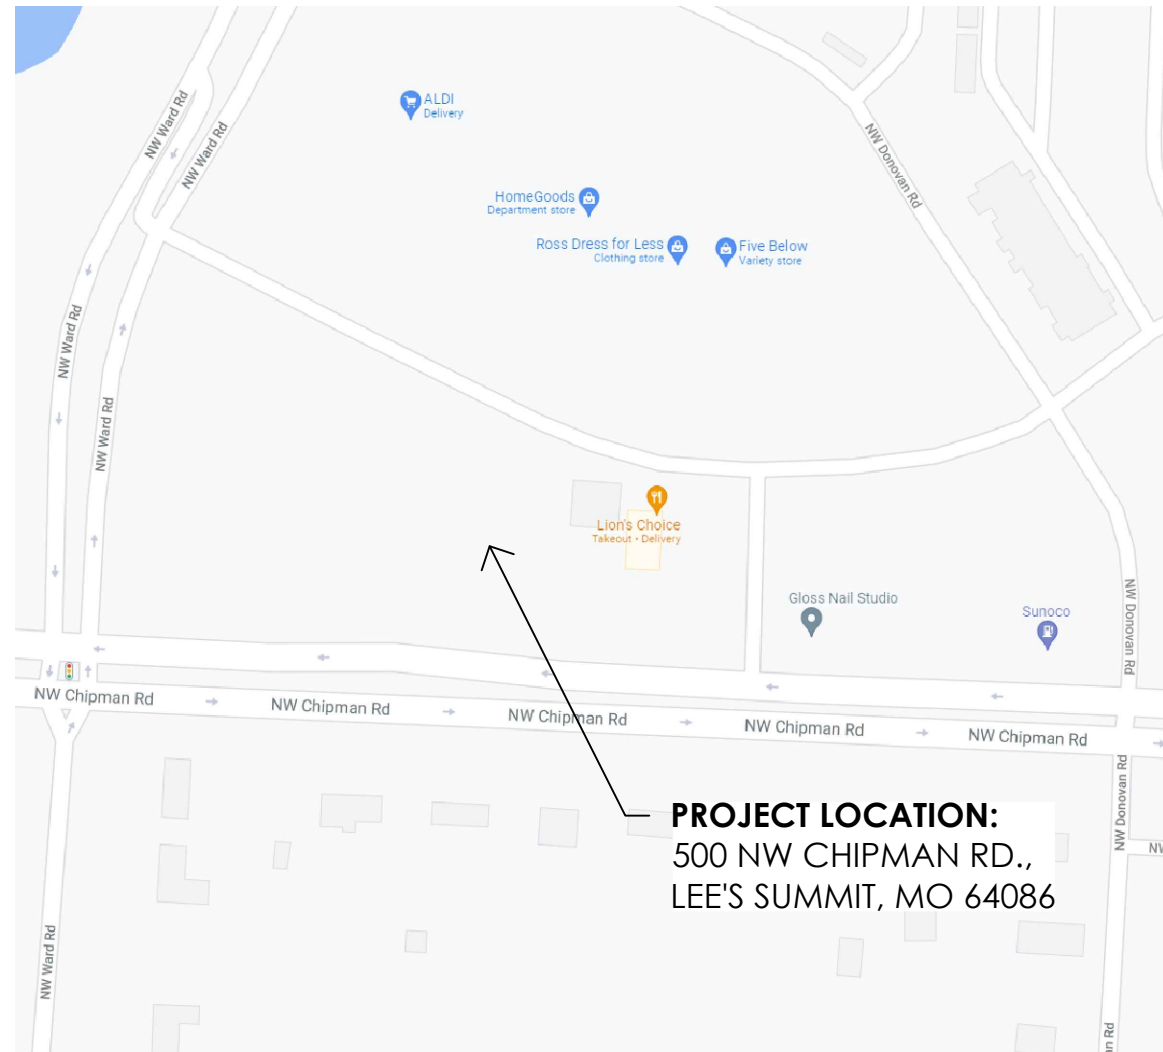 NW Ward Rd
NW Ward Rd
ALDI
Delivery
NW Donovan Rd
HomeGoods
Department store
Ross Dress for Less
Clothing store
Five Below
Variety store
NW Ward Rd
NW Ward Rd
Lion's Choice
Takeout • Delivery
Gloss Nail Studio
Sunoco
NW Donovan Rd
NW Chipman Rd
NW Chipman Rd
NW Chipman Rd
NW Chipman Rd
NW Chipman Rd
NW Donovan Rd
NW
PROJECT LOCATION:
500 NW CHIPMAN RD.,
LEE'S SUMMIT, MO 64086
NW Ward Rd
n Rd